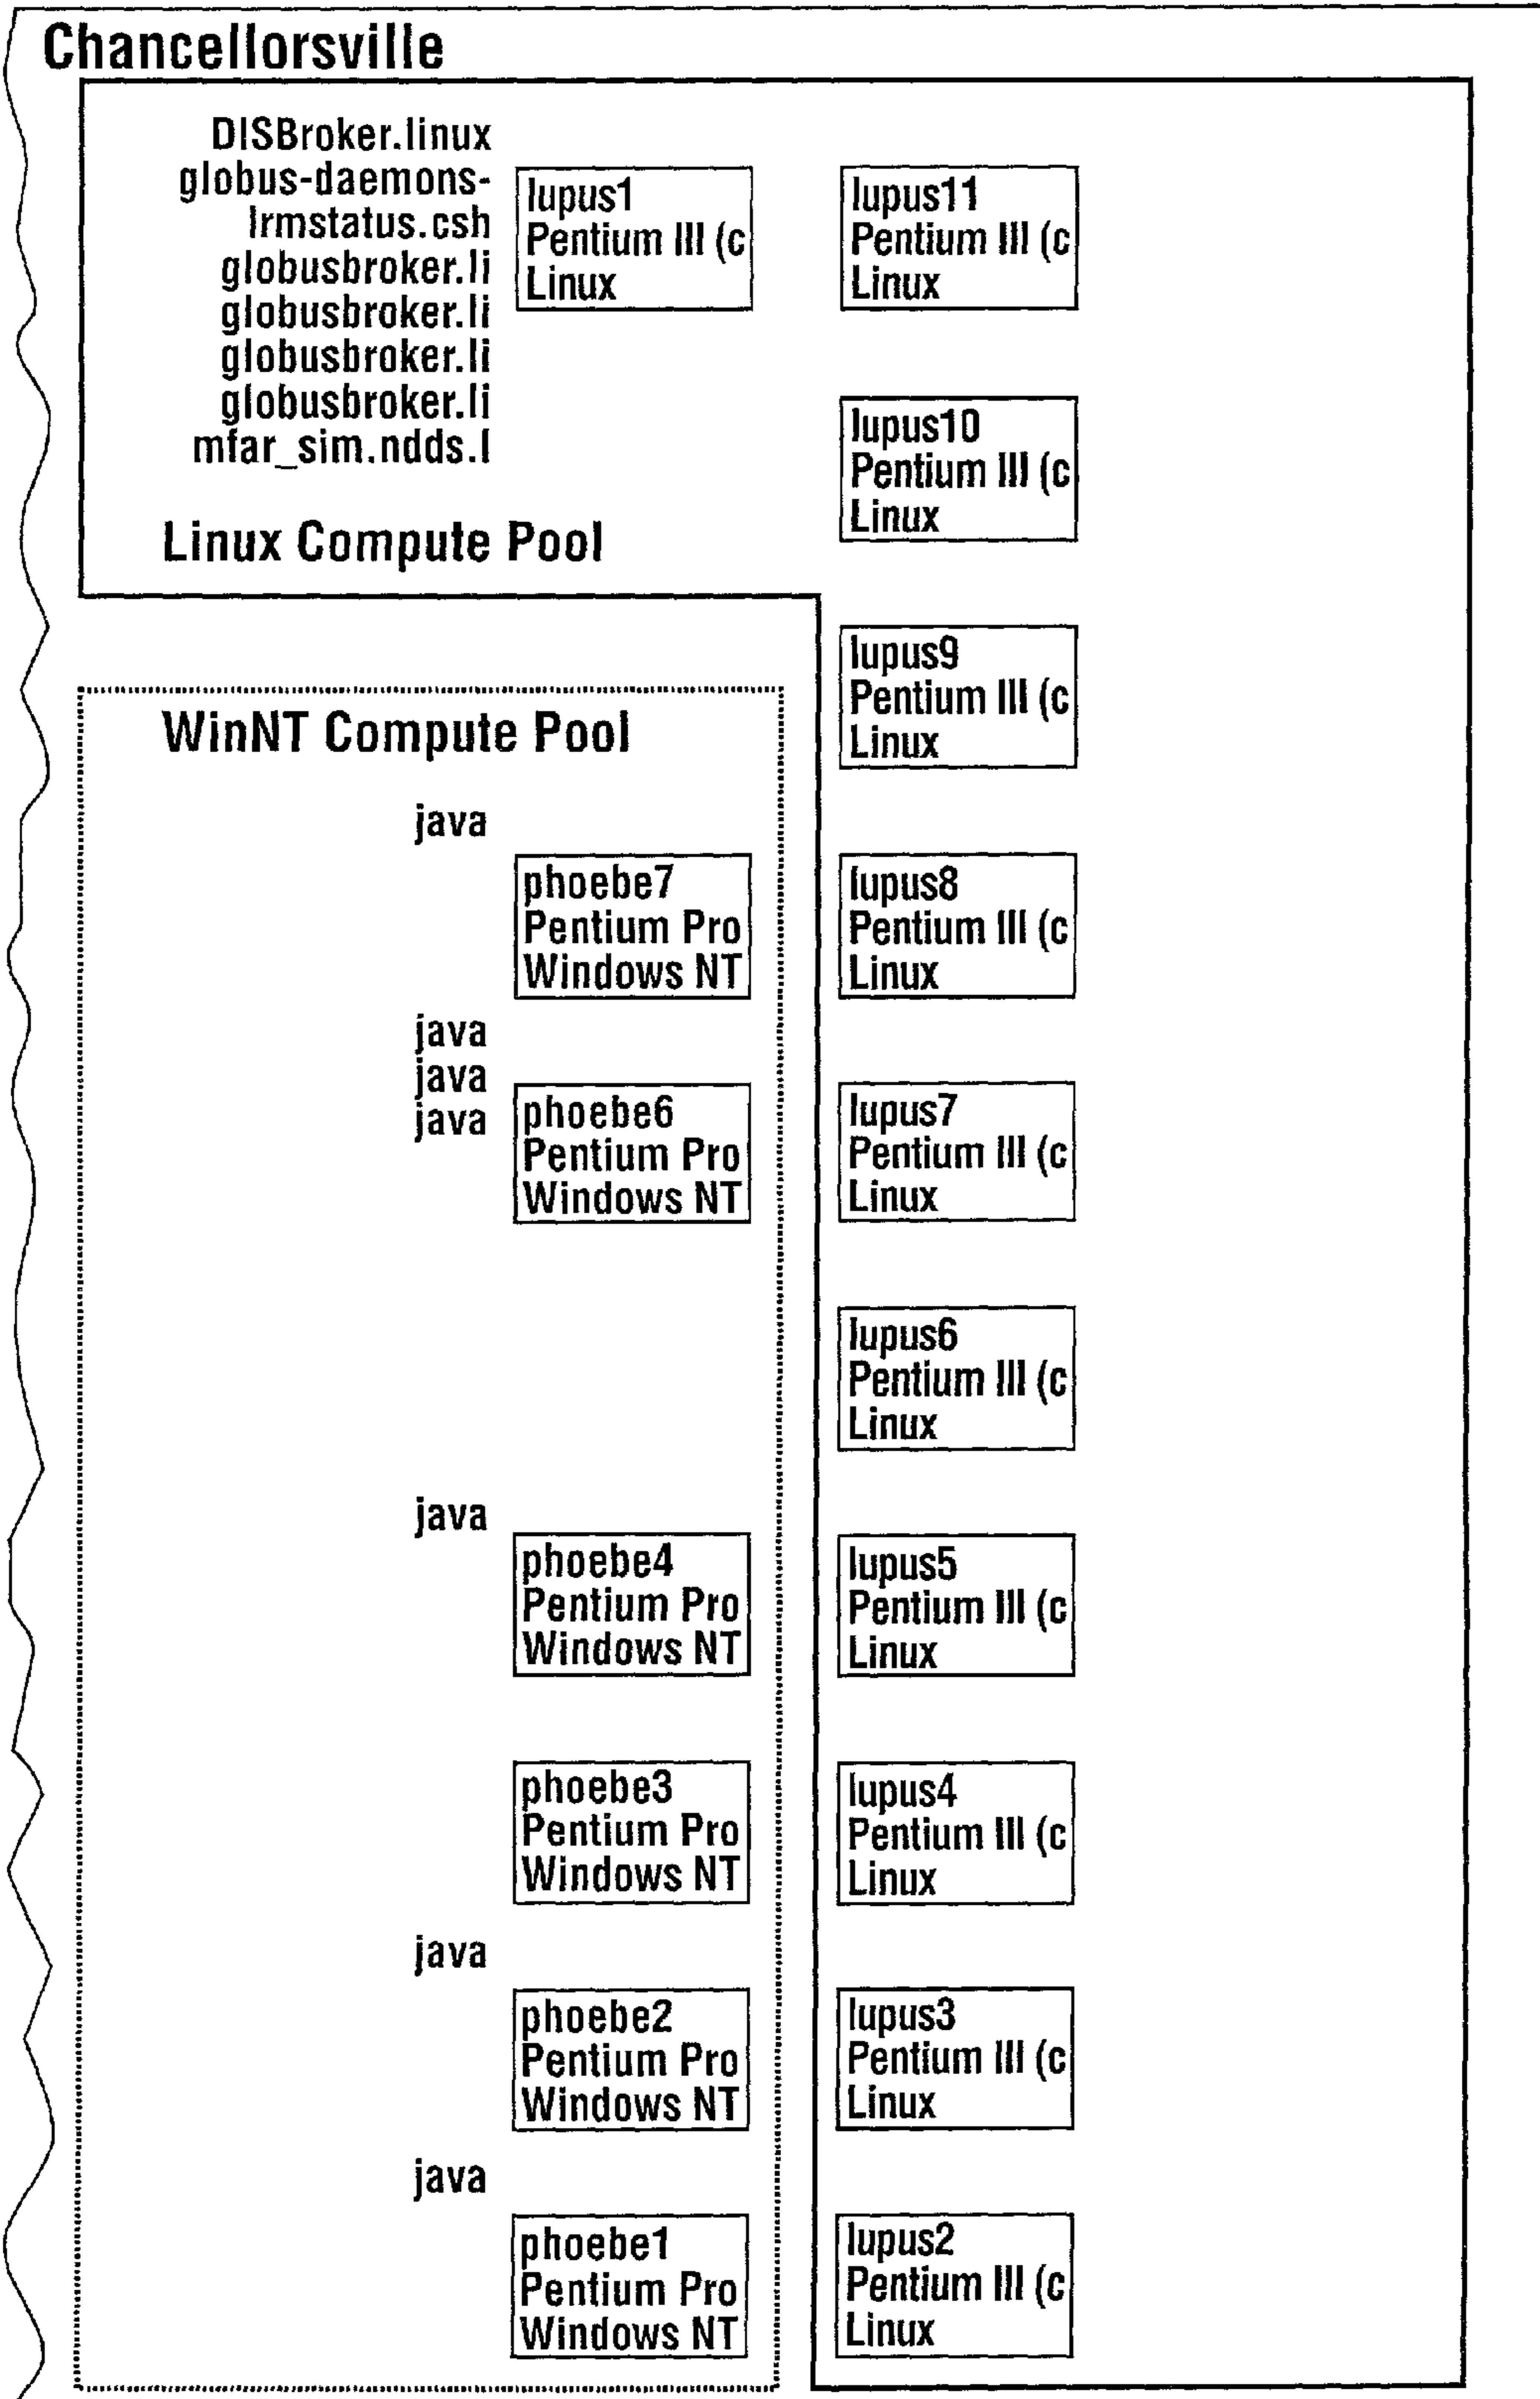 Chancellorsville
DISBroker.linux
globus-daemons-
lrmstatus.csh
globusbroker.li
globusbroker.li
globusbroker.li
globusbroker.li
mfar_sim.ndds.l
lupus1
Pentium III (c
Linux
lupus11
Pentium III (c
Linux
lupus10
Pentium III (c
Linux
Linux Compute Pool
lupus9
Pentium III (c
Linux
WinNT Compute Pool
java
phoebe7
Pentium Pro
Windows NT
lupus8
Pentium III (c
Linux
java
java
java
phoebe6
Pentium Pro
Windows NT
lupus7
Pentium III (c
Linux
lupus6
Pentium III (c
Linux
java
phoebe4
Pentium Pro
Windows NT
lupus5
Pentium III (c
Linux
phoebe3
Pentium Pro
Windows NT
lupus4
Pentium III (c
Linux
java
phoebe2
Pentium Pro
Windows NT
lupus3
Pentium III (c
Linux
java
phoebe1
Pentium Pro
Windows NT
lupus2
Pentium III (c
Linux